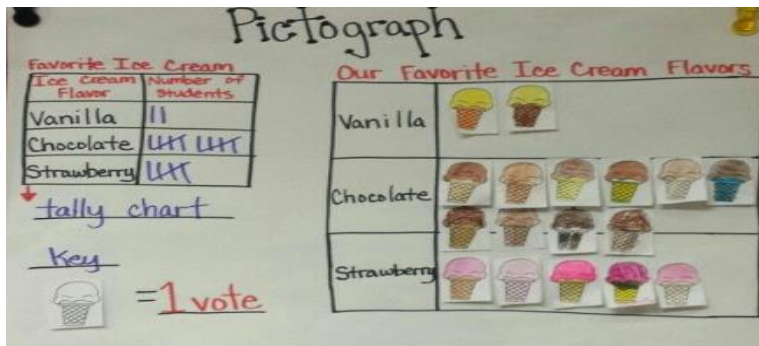 Pictograph
Favorite Ice Cream
Ice Cream Flavor
Number of Students
Vanilla
Chocolate
Strawberry
tally chart
Key
=1 vote
Our Favorite Ice Cream Flavors
Vanilla
Chocolate
Strawberry